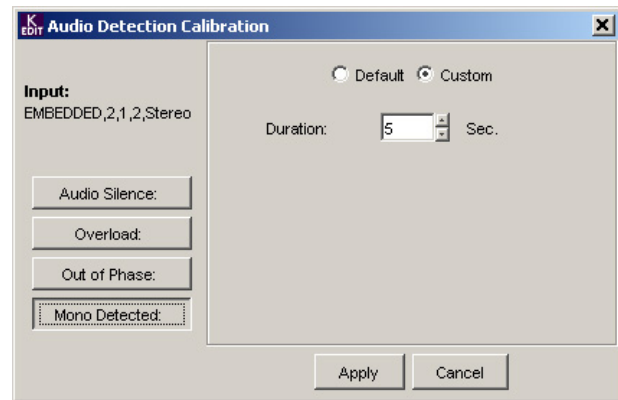 K EDIT Audio Detection Calibration
Input:
EMBEDDED,2,1,2,Stereo
Audio Silence:
Overload:
Out of Phase:
Mono Detected:
Default Custom
Duration: 5 Sec.
Apply Cancel